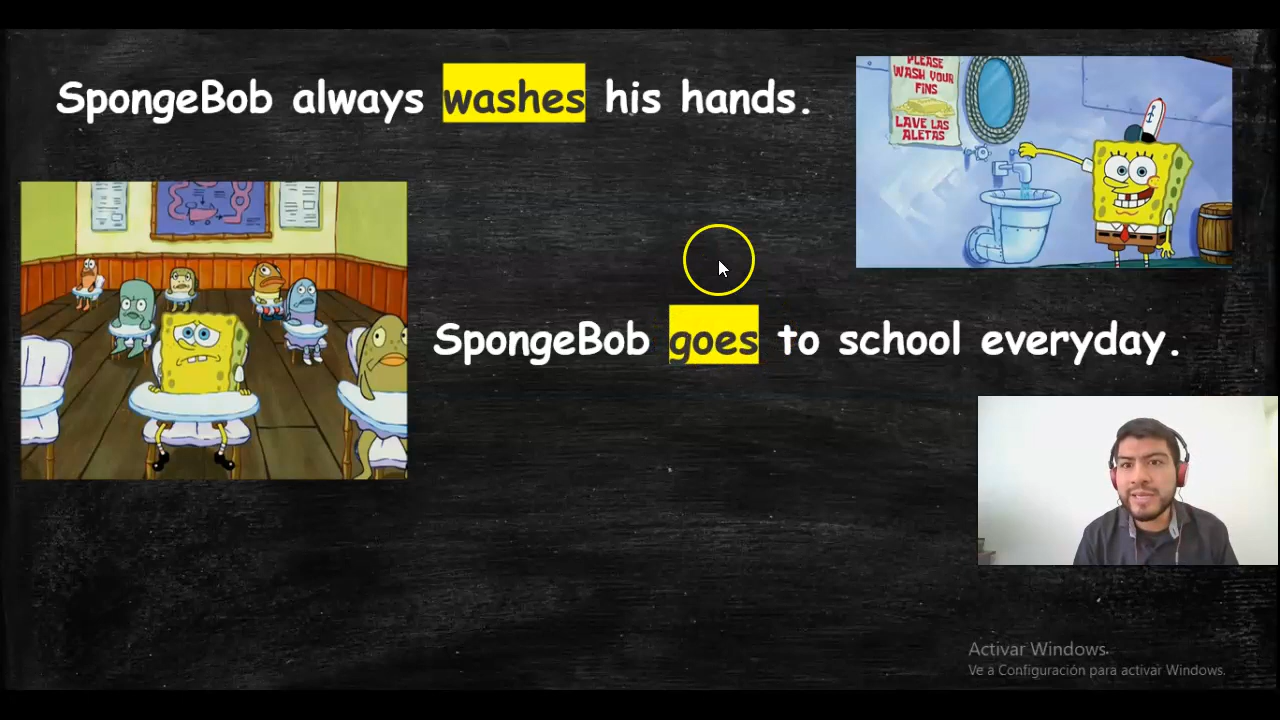 SpongeBob always washes his hands.
PLEASE
WASH YOUR
FINS
LAVE LAS
ALETAS
SpongeBob goes to school everyday.
Activar Windows
Ve a Configuración para activar Windows.